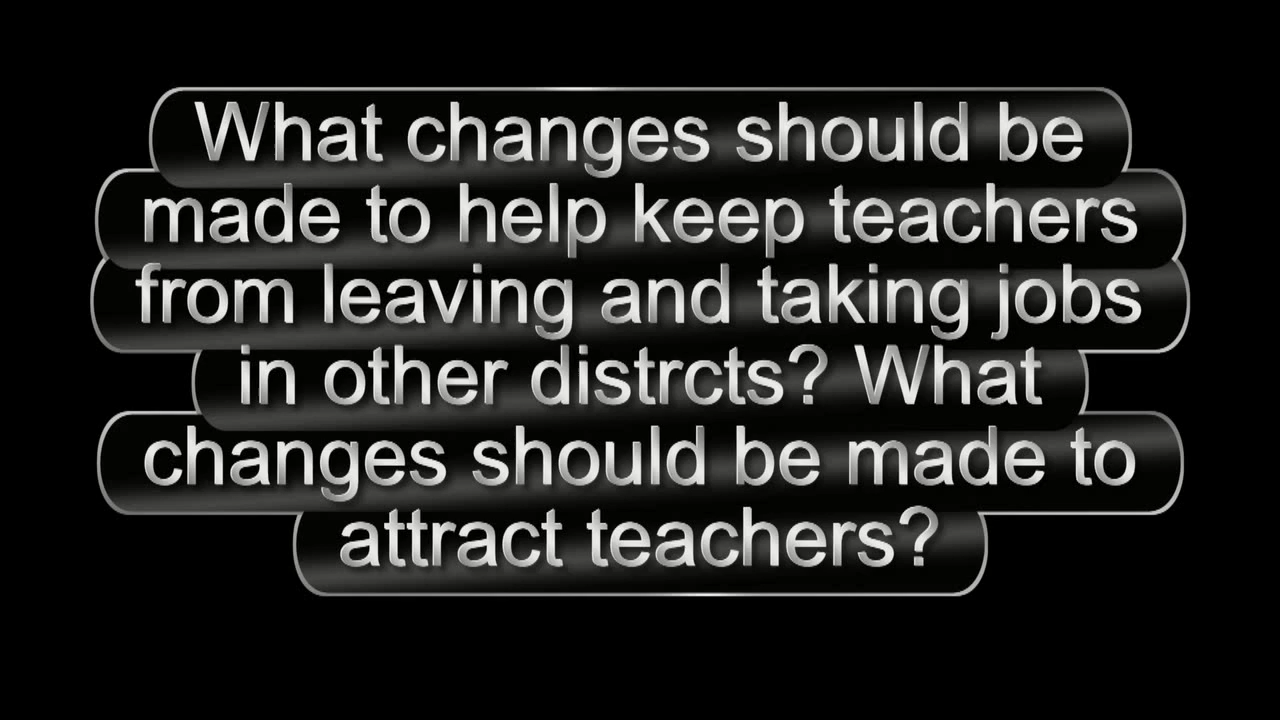 What changes should be
made to help keep teachers
from leaving and taking jobs
in other distrcts? What
changes should be made to
attract teachers?